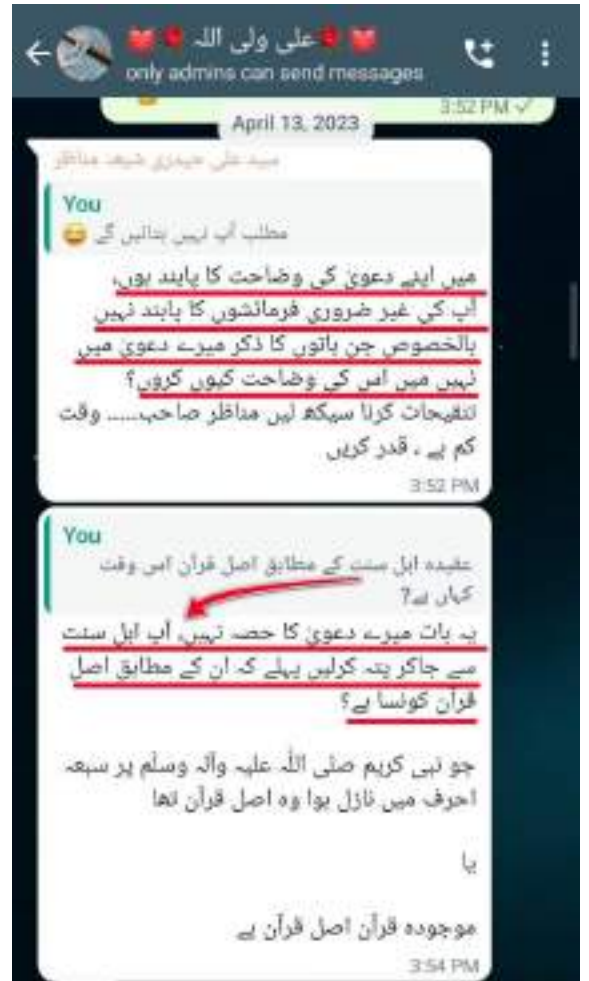 علی ولی اللہ
only admins can send messages
3:52 PM
April 13, 2023
سید علی حیدری شیعہ مناظر
You
مطلب آپ نہیں بتائیں گے 😂
میں اپنے دعویٰ کی وضاحت کا پابند ہوں،
آپ کی غیر ضروری فرمائشوں کا پابند نہیں
بالخصوص جن باتوں کا ذکر میرے دعویٰ میں
نہیں میں اس کی وضاحت کیوں کروں؟
تنقیحات کرنا سیکھ لیں مناظر صاحب..... وقت
کم ہے ، قدر کریں
3:52 PM
You
عقیدہ اہل سنت کے مطابق اصل قرآن اس وقت
کہاں ہے?
یہ بات میرے دعویٰ کا حصہ نہیں، آپ اہل سنت
سے جاکر پتہ کرلیں پہلے کہ ان کے مطابق اصل
قرآن کونسا ہے؟
جو نبی کریم صلی اللّٰہ علیہ وآلہ وسلم پر سبعہ
احرف میں نازل ہوا وہ اصل قرآن تھا
یا
موجودہ قرآن اصل قرآن ہے
3:54 PM